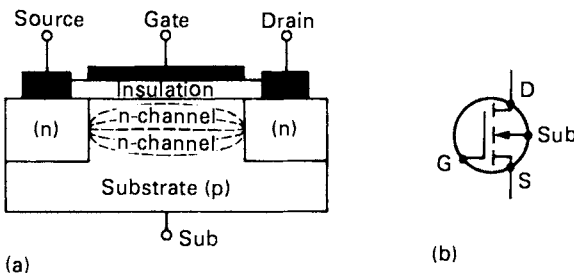 Source Gate Drain
Insulation
(n) n-channel (n)
n-channel
Substrate (p)
Sub
(a)
D
Sub
G
S
(b)